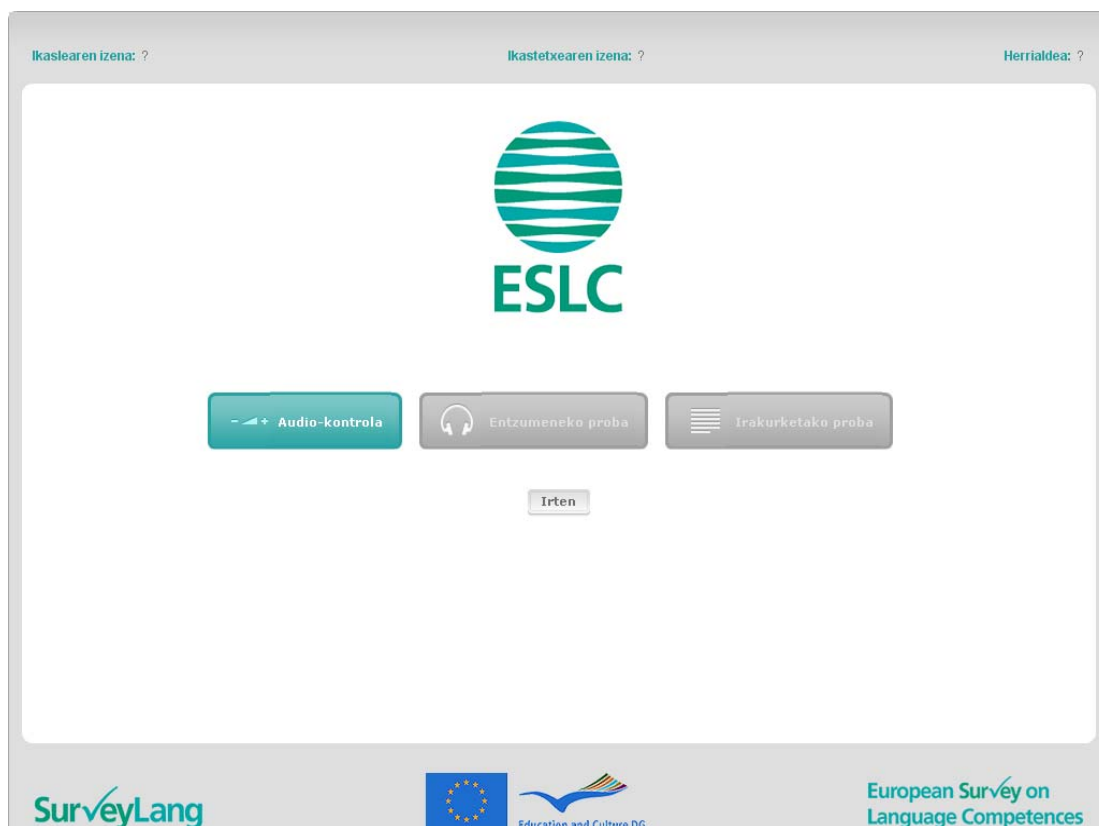 Ikaslearen izena: ? Ikastetxearen izena: ? Herrialdea: ?
ESLC
Audio-kontrola Entzumeneko proba Irakurketako proba
Irten
SurveyLang
Education and Culture DG
European Survey on
Language Competences